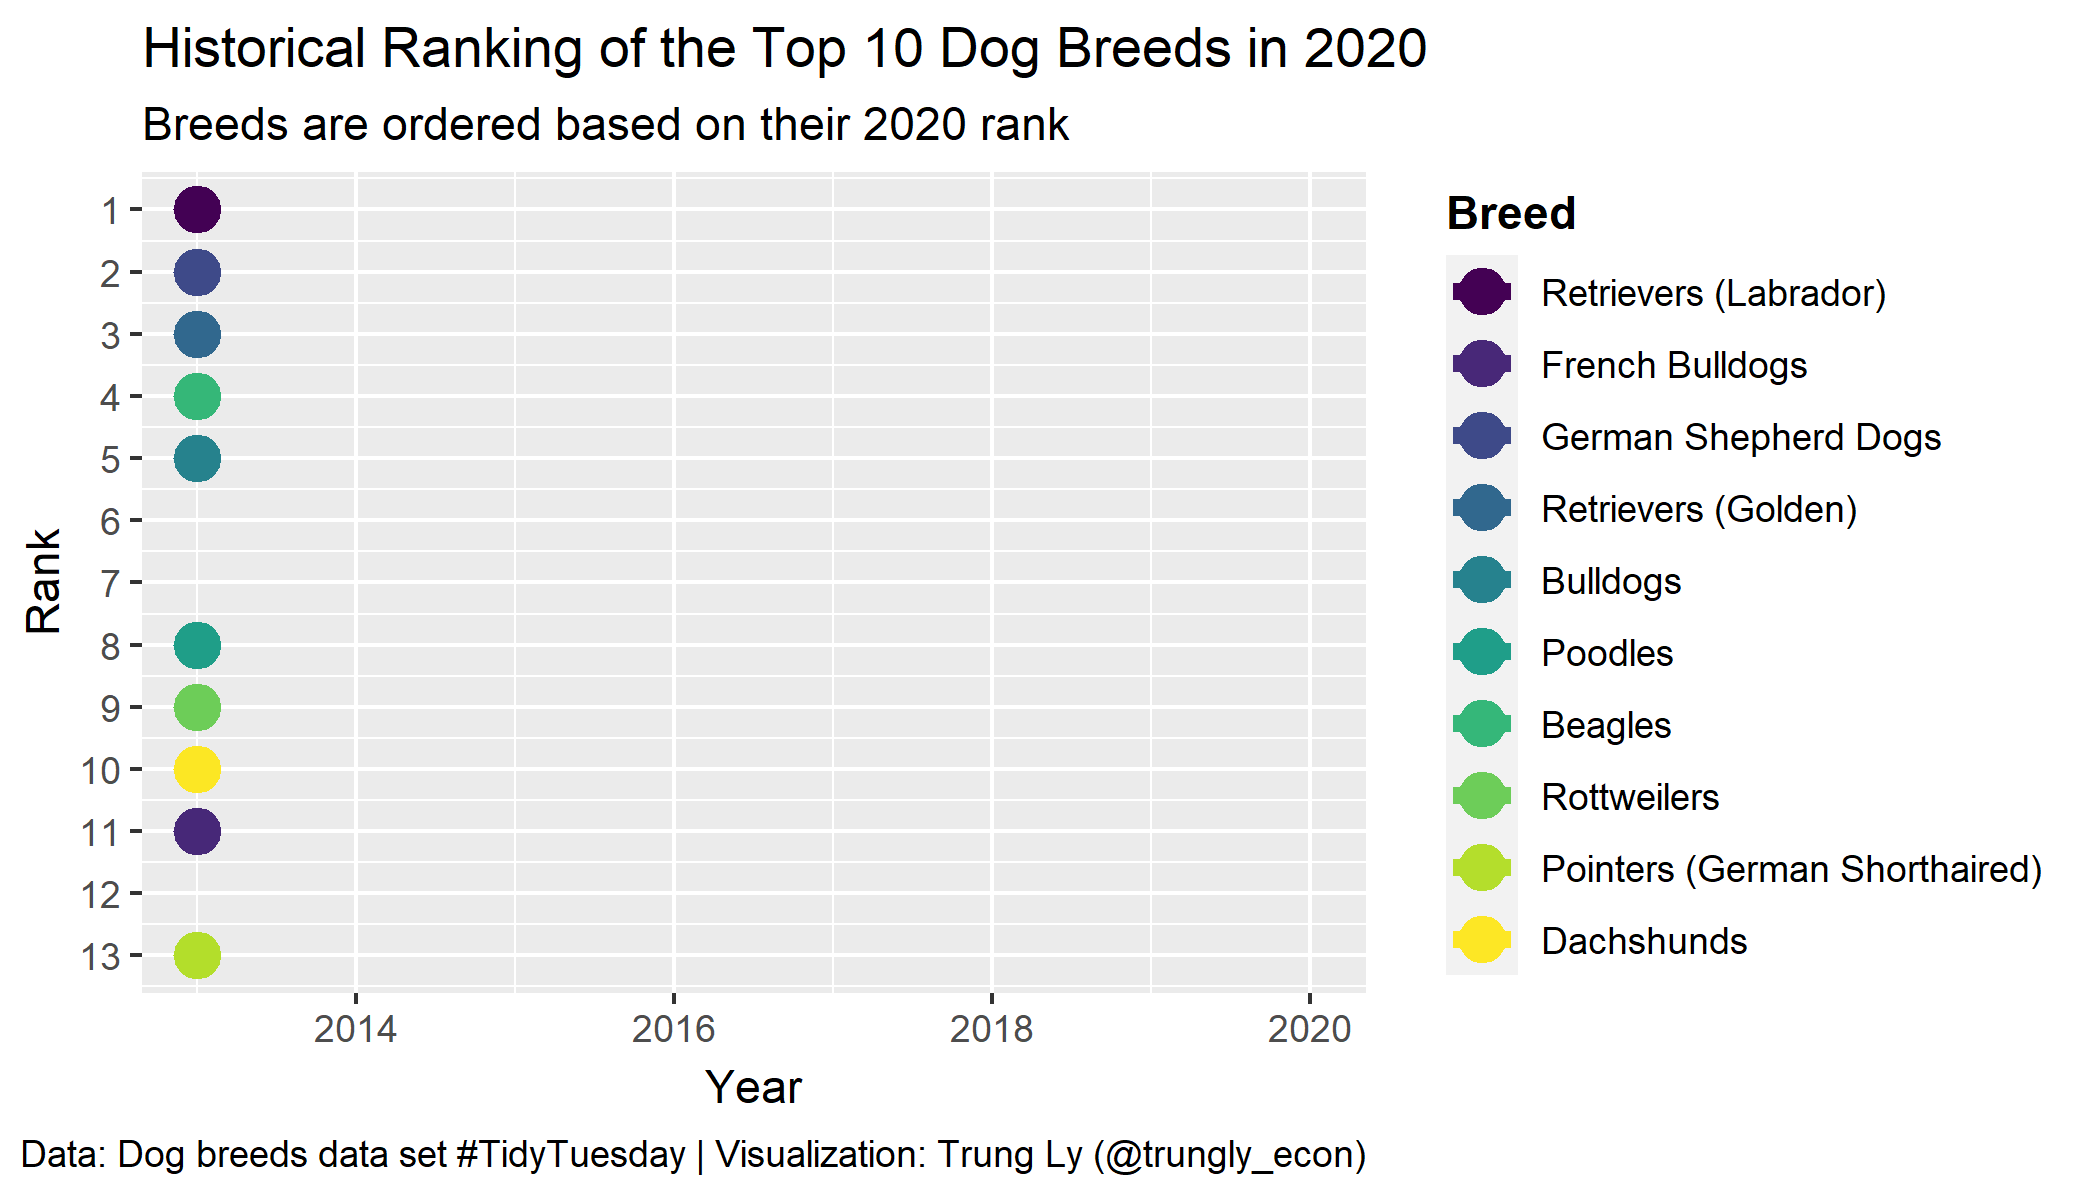 Historical Ranking of the Top 10 Dog Breeds in 2020
Breeds are ordered based on their 2020 rank
Rank
1
2
3
4
5
6
7
8
9
10
11
12
13
2014 2016 2018 2020
Year
Breed
Retrievers (Labrador)
French Bulldogs
German Shepherd Dogs
Retrievers (Golden)
Bulldogs
Poodles
Beagles
Rottweilers
Pointers (German Shorthaired)
Dachshunds
Data: Dog breeds data set #TidyTuesday | Visualization: Trung Ly (@trungly_econ)